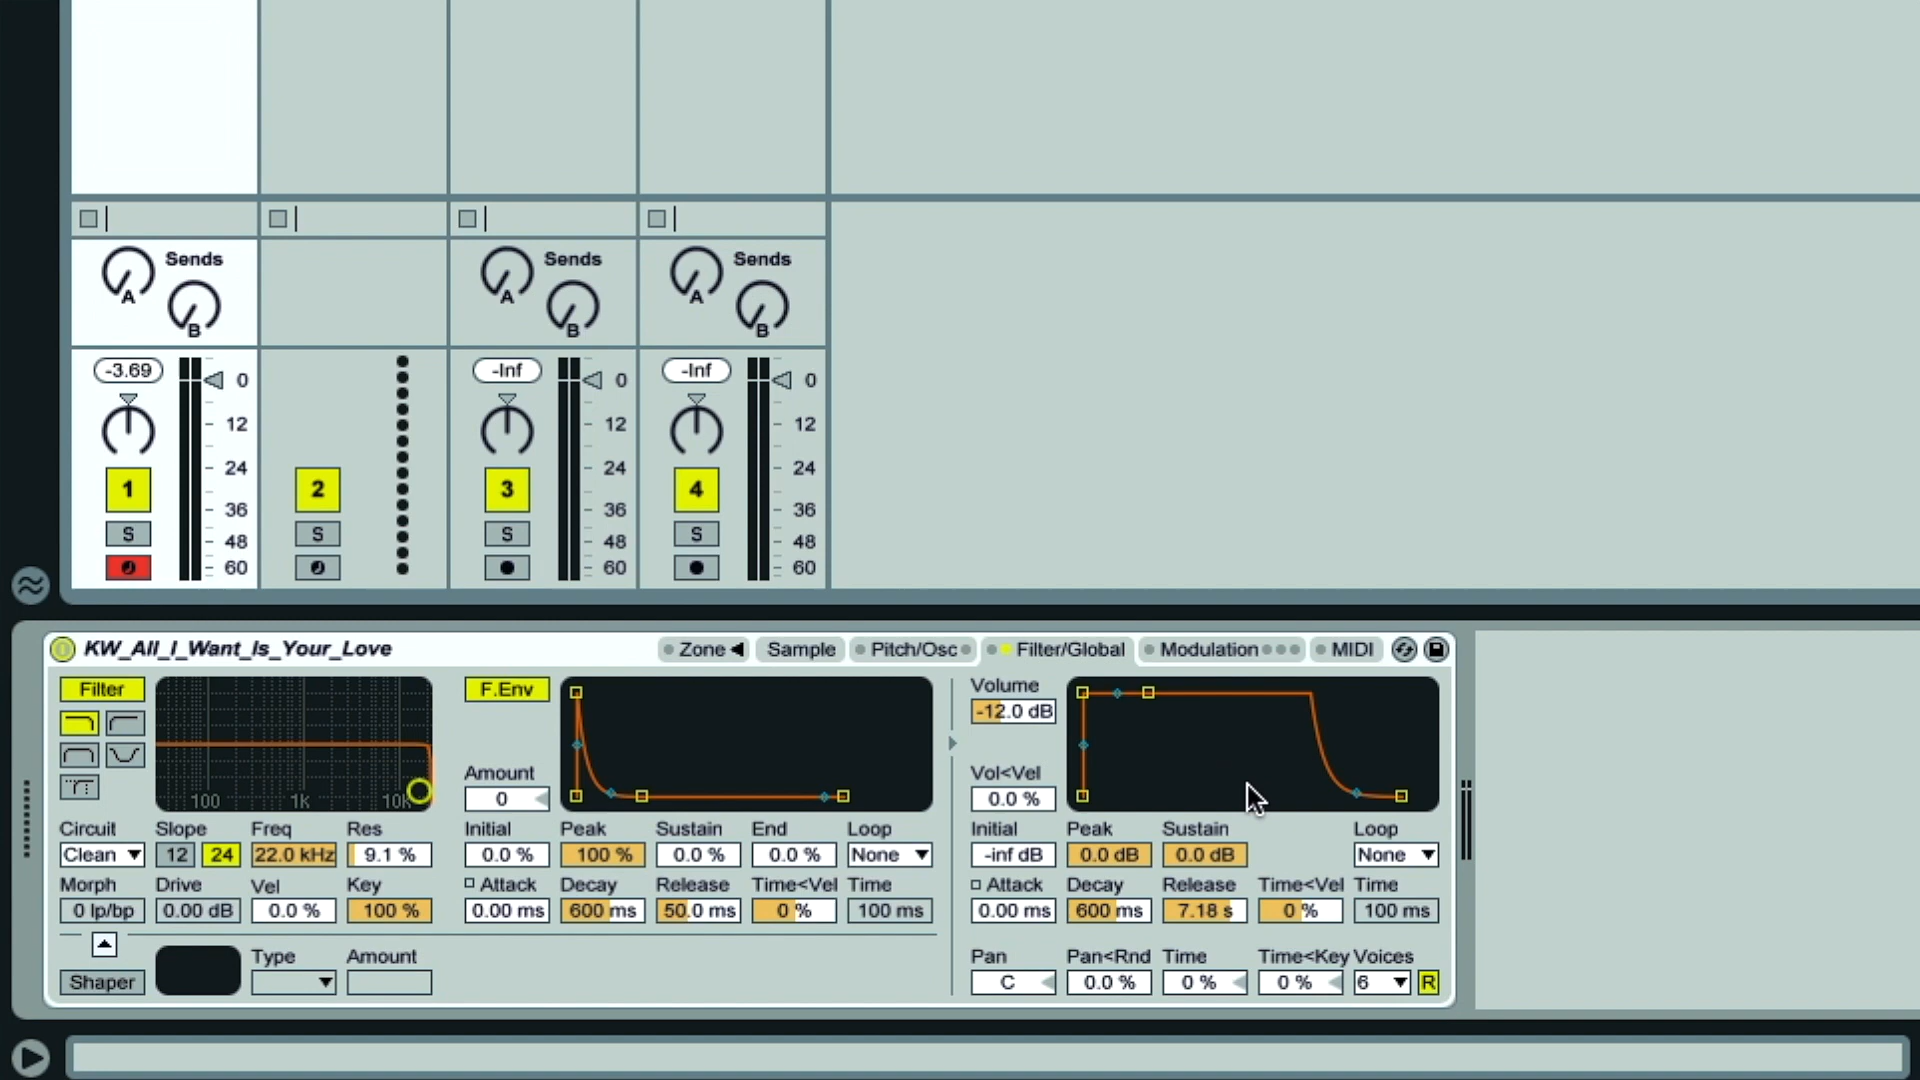 Sends Sends Sends
A A A
B B B
-3.69 0 -Inf 0 -Inf 0
12 12 12
24 24 24
1 2 3 4
36 36 36
S S S S
48 48 48
60 60 60
KW_All_I_Want_Is_Your_Love Zone Sample Pitch/Osc Filter/Global Modulation MIDI
Filter F.Env Volume
-12.0 dB
Amount Vol<Vel
100 1k 10k 0 0.0 %
Circuit Slope Freq Res Initial Peak Sustain End Loop Initial Peak Sustain Loop
Clean 12 24 22.0 kHz 9.1 % 0.0 % 100 % 0.0 % 0.0 % None -inf dB 0.0 dB 0.0 dB None
Morph Drive Vel Key Attack Decay Release Time<Vel Time Attack Decay Release Time<Vel Time
0 lp/bp 0.00 dB 0.0 % 100 % 0.00 ms 600 ms 50.0 ms 0 % 100 ms 0.00 ms 600 ms 7.18 s 0 % 100 ms
Type Amount Pan Pan<Rnd Time Time<Key Voices
Shaper C 0.0 % 0 % 0 % 6 R